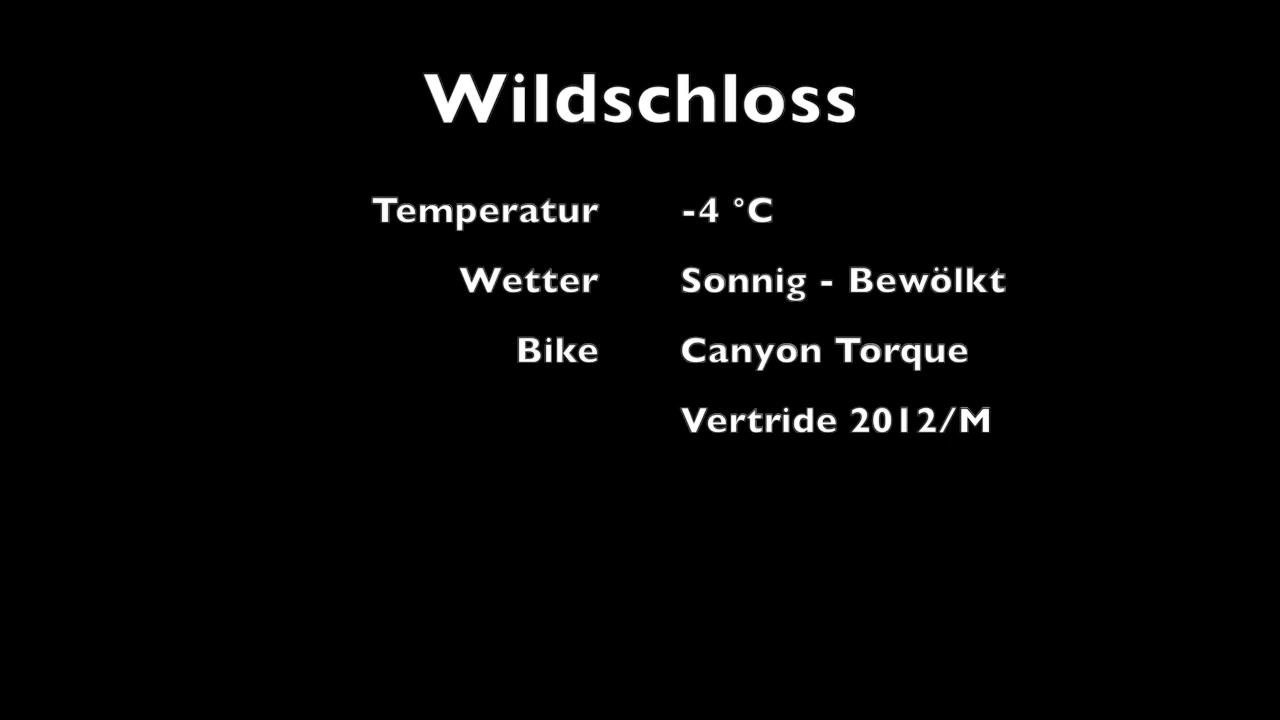 Wildschloss
Temperatur -4 °C
Wetter Sonnig - Bewölkt
Bike Canyon Torque
Vertride 2012/M